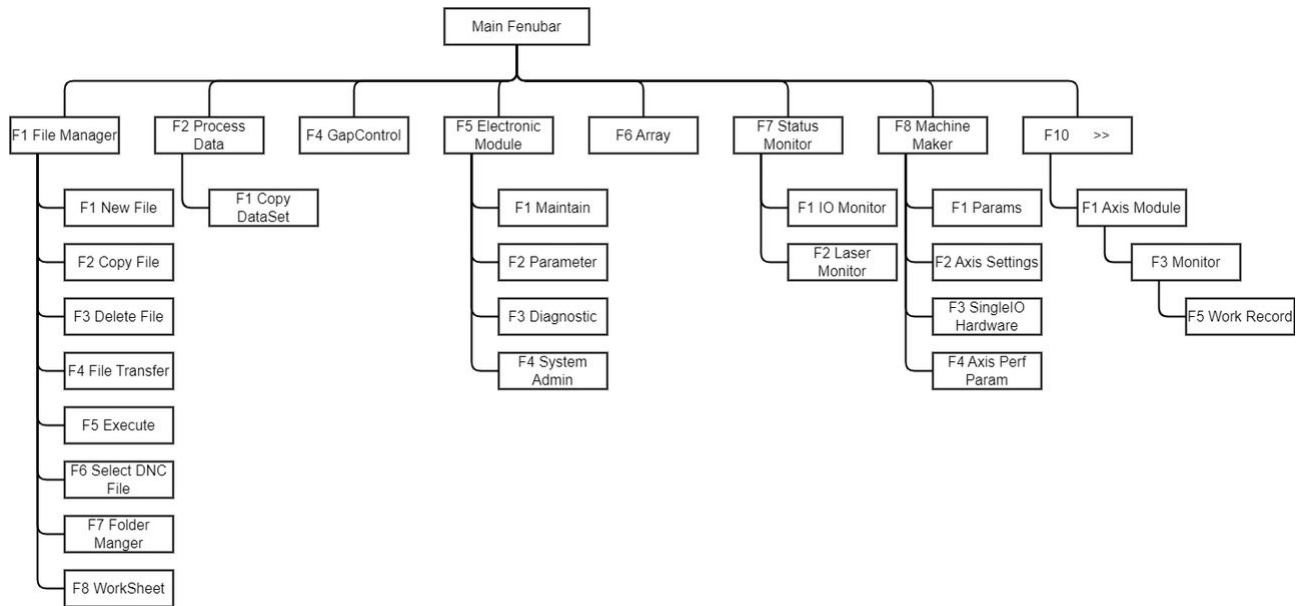 Main Fenubar
F1 File Manager
F2 Process
Data
F4 GapControl
F5 Electronic
Module
F6 Array
F7 Status
Monitor
F8 Machine
Maker
F10 >>
F1 New File
F2 Copy File
F3 Delete File
F4 File Transfer
F5 Execute
F6 Select DNC
File
F7 Folder
Manger
F8 WorkSheet
F1 Copy
DataSet
F1 Maintain
F2 Parameter
F3 Diagnostic
F4 System
Admin
F1 IO Monitor
F2 Laser
Monitor
F1 Params
F2 Axis Settings
F3 SingleIO
Hardware
F4 Axis Perf
Param
F1 Axis Module
F3 Monitor
F5 Work Record